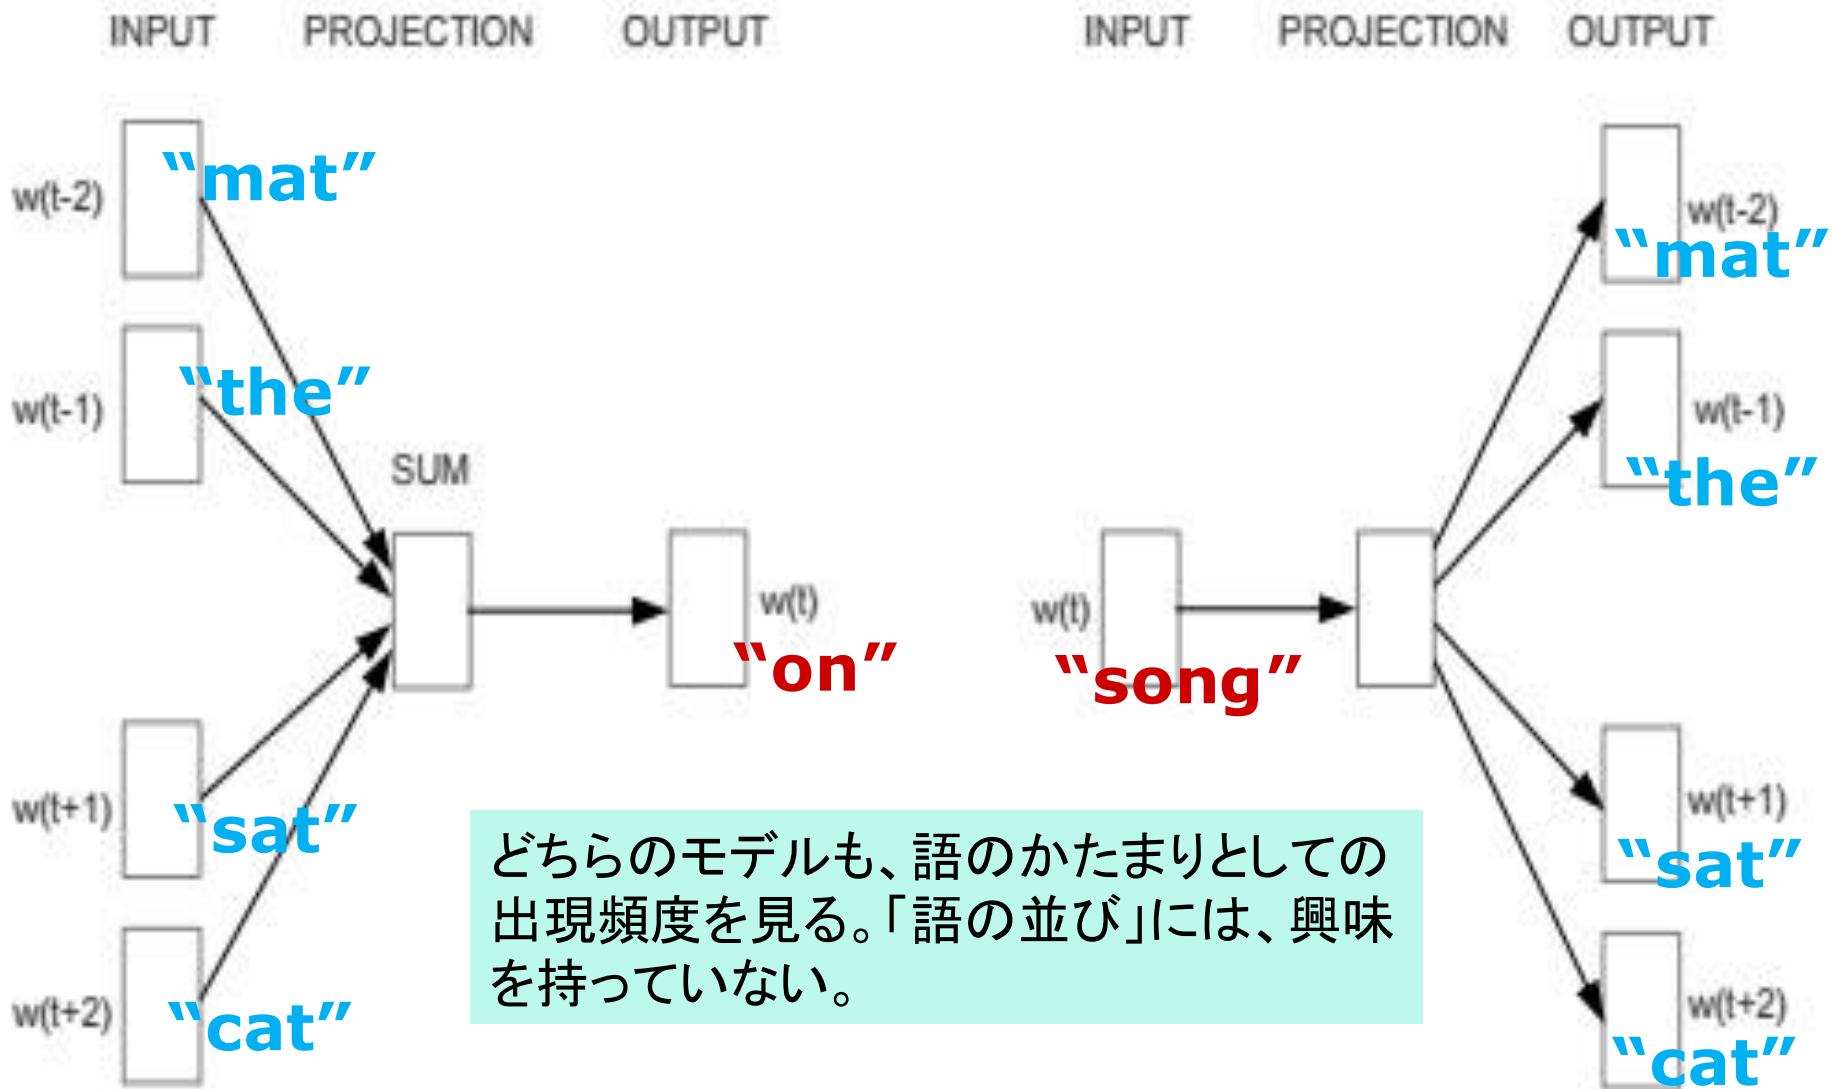 INPUT PROJECTION OUTPUT
w(t-2) “mat”
w(t-1) “the”
SUM
w(t) “on”
w(t+1) “sat”
w(t+2) “cat”
INPUT PROJECTION OUTPUT
w(t-2) “mat”
w(t-1) “the”
w(t) “song”
w(t+1) “sat”
w(t+2) “cat”
どちらのモデルも、語のかたまりとしての
出現頻度を見る。「語の並び」には、興味
を持っていない。